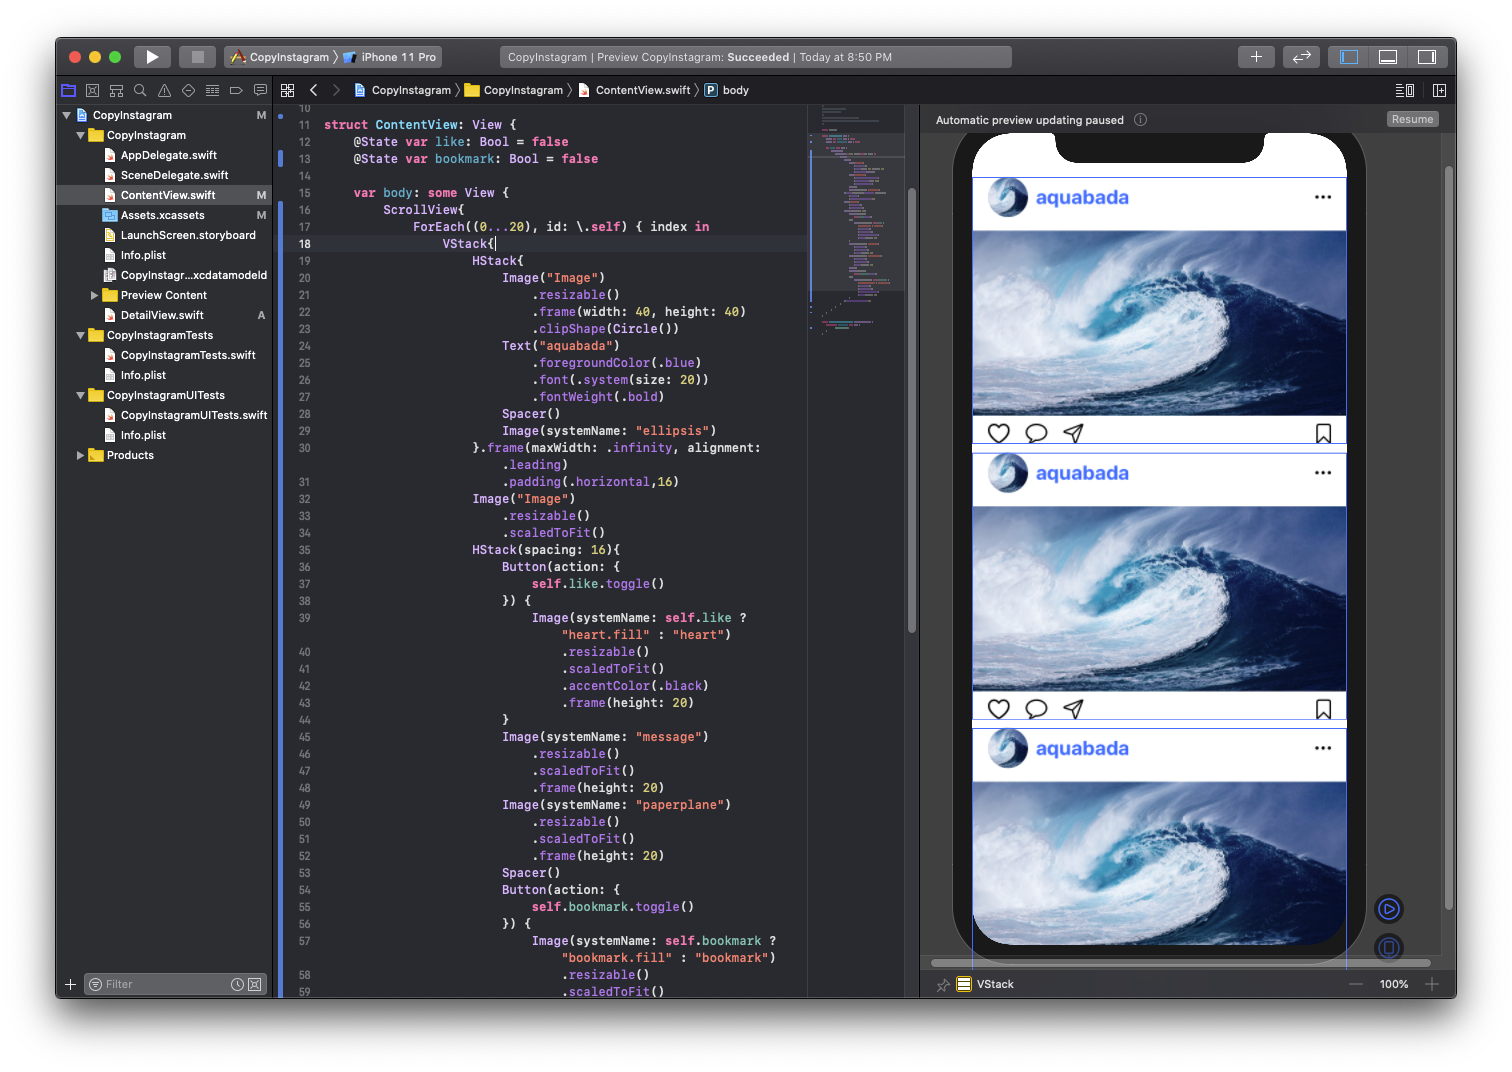 CopyInstagram 〉 iPhone 11 Pro
CopyInstagram | Preview CopyInstagram: Succeeded | Today at 8:50 PM
CopyInstagram 〉 CopyInstagram 〉 ContentView.swift 〉 P body
CopyInstagram M
CopyInstagram
AppDelegate.swift
SceneDelegate.swift
ContentView.swift M
Assets.xcassets M
LaunchScreen.storyboard
Info.plist
CopyInstagr...xcdatamodeld
Preview Content
DetailView.swift A
CopyInstagramTests
CopyInstagramTests.swift
Info.plist
CopyInstagramUITests
CopyInstagramUITests.swift
Info.plist
Products
Filter
10
11 struct ContentView: View {
12 @State var like: Bool = false
13 @State var bookmark: Bool = false
14
15 var body: some View {
16 ScrollView{
17 ForEach((0...20), id: \.self) { index in
18 VStack{
19 HStack{
20 Image("Image")
21 .resizable()
22 .frame(width: 40, height: 40)
23 .clipShape(Circle())
24 Text("aquabada")
25 .foregroundColor(.blue)
26 .font(.system(size: 20))
27 .fontWeight(.bold)
28 Spacer()
29 Image(systemName: "ellipsis")
30 }.frame(maxWidth: .infinity, alignment:
.leading)
31 .padding(.horizontal,16)
32 Image("Image")
33 .resizable()
34 .scaledToFit()
35 HStack(spacing: 16){
36 Button(action: {
37 self.like.toggle()
38 }) {
39 Image(systemName: self.like ?
"heart.fill" : "heart")
40 .resizable()
41 .scaledToFit()
42 .accentColor(.black)
43 .frame(height: 20)
44 }
45 Image(systemName: "message")
46 .resizable()
47 .scaledToFit()
48 .frame(height: 20)
49 Image(systemName: "paperplane")
50 .resizable()
51 .scaledToFit()
52 .frame(height: 20)
53 Spacer()
54 Button(action: {
55 self.bookmark.toggle()
56 }) {
57 Image(systemName: self.bookmark ?
"bookmark.fill" : "bookmark")
58 .resizable()
59 .scaledToFit()
Automatic preview updating paused
Resume
aquabada
aquabada
aquabada
VStack
100%